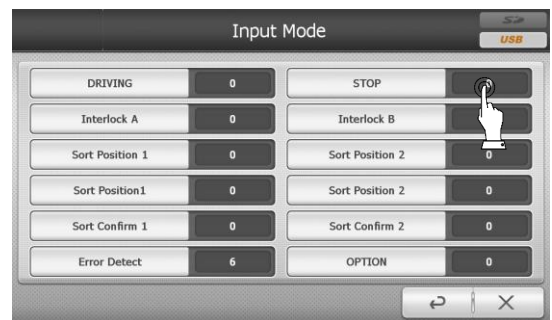 Input Mode
USB
DRIVING 0 STOP
Interlock A 0 Interlock B
Sort Position 1 0 Sort Position 2 0
Sort Position1 0 Sort Position 2 0
Sort Confirm 1 0 Sort Confirm 2 0
Error Detect 6 OPTION 0